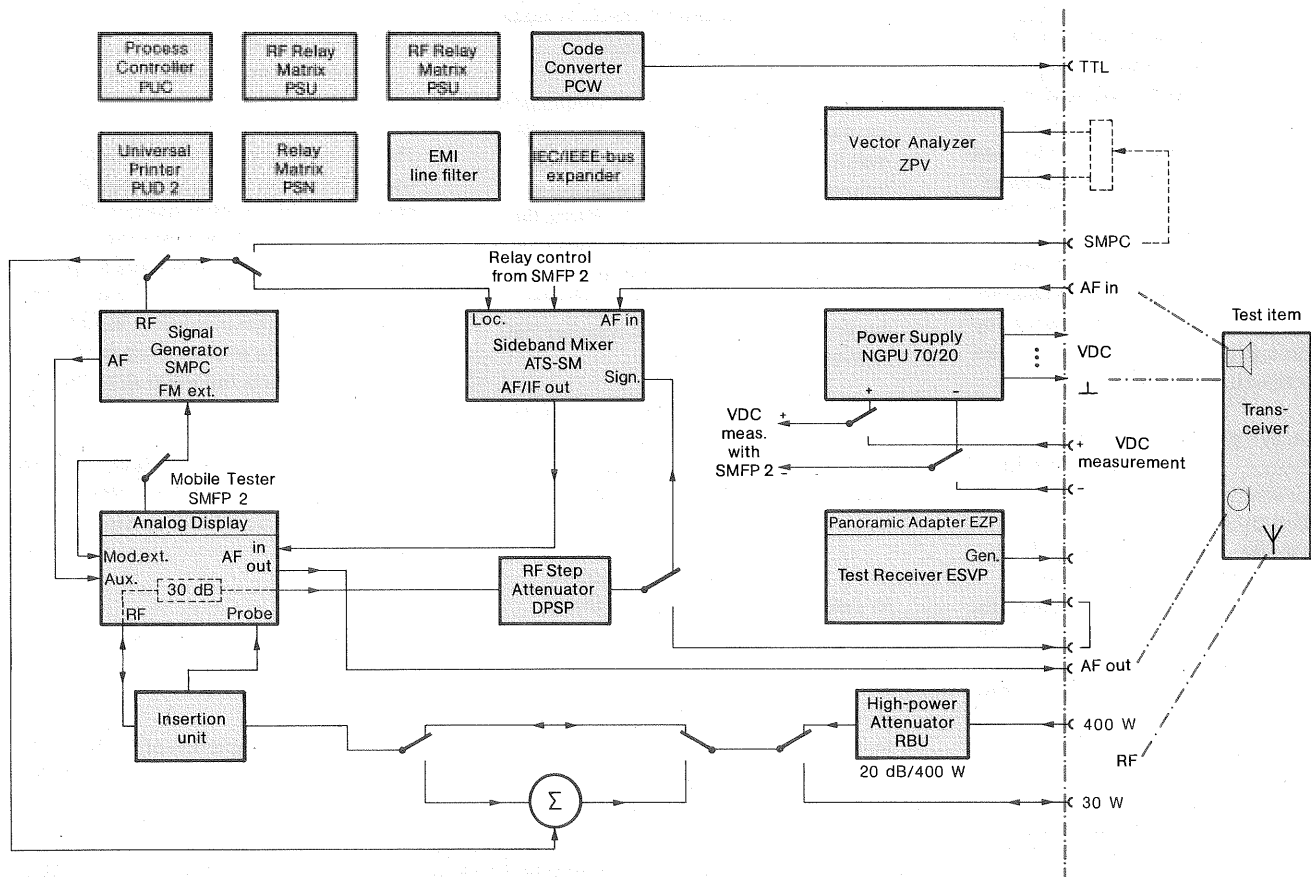 Process
Controller
PUC
RF Relay
Matrix
PSU
RF Relay
Matrix
PSU
Code
Converter
PCW
TTL
Universal
Printer
PUD 2
Relay
Matrix
PSN
EMI
line filter
IEC/IEEE-bus
expander
Vector Analyzer
ZPV
SMPC
Relay control
from SMFP 2
AF in
RF
Signal
Generator
SMPC
AF
FM ext.
Loc.
AF in
Sideband Mixer
ATS-SM
Sign.
AF/IF out
Power Supply
NGPU 70/20
+
−
VDC
⊥
Test item
Trans-
ceiver
VDC
meas.
with
SMFP 2
+
−
+
VDC
measurement
−
Mobile Tester
SMFP 2
Analog Display
Mod.ext.
AF
in
out
Aux.
30 dB
RF
Probe
RF Step
Attenuator
DPSP
Panoramic Adapter EZP
Gen.
Test Receiver ESVP
AF out
Insertion
unit
High-power
Attenuator
RBU
20 dB/400 W
400 W
RF
Σ
30 W